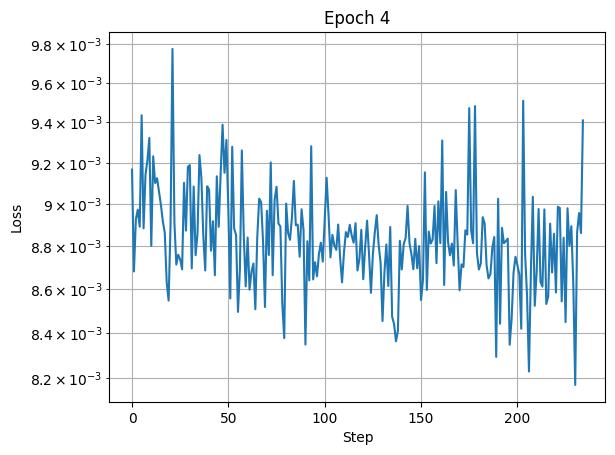 Epoch 4
9.8 × 10⁻³
9.6 × 10⁻³
9.4 × 10⁻³
9.2 × 10⁻³
9 × 10⁻³
8.8 × 10⁻³
8.6 × 10⁻³
8.4 × 10⁻³
8.2 × 10⁻³
Loss
0 50 100 150 200
Step